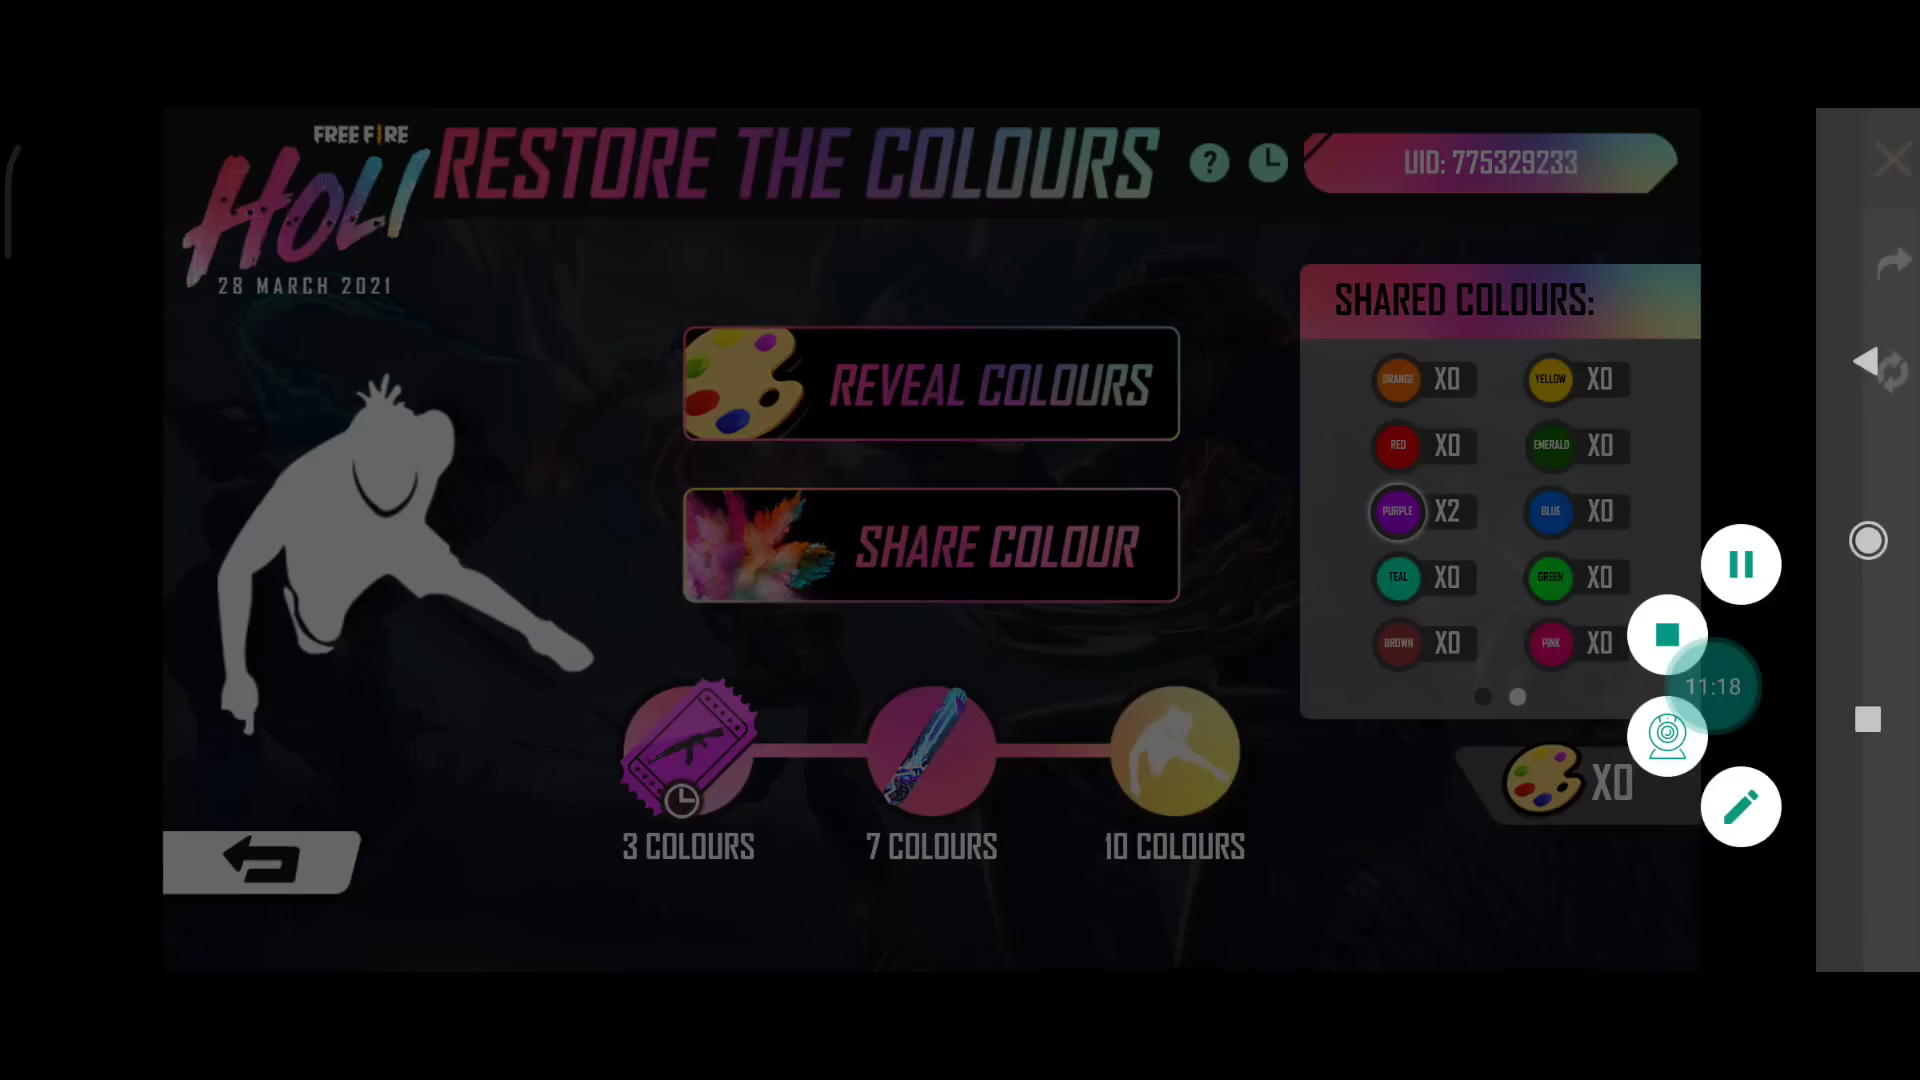 FREE FIRE
HOLI
28 MARCH 2021
RESTORE THE COLOURS
?
UID: 775329233
SHARED COLOURS:
ORANGE X0
YELLOW X0
RED X0
EMERALD X0
PURPLE X2
BLUE X0
TEAL X0
GREEN X0
BROWN X0
PINK X0
REVEAL COLOURS
SHARE COLOUR
11:18
X0
3 COLOURS
7 COLOURS
10 COLOURS